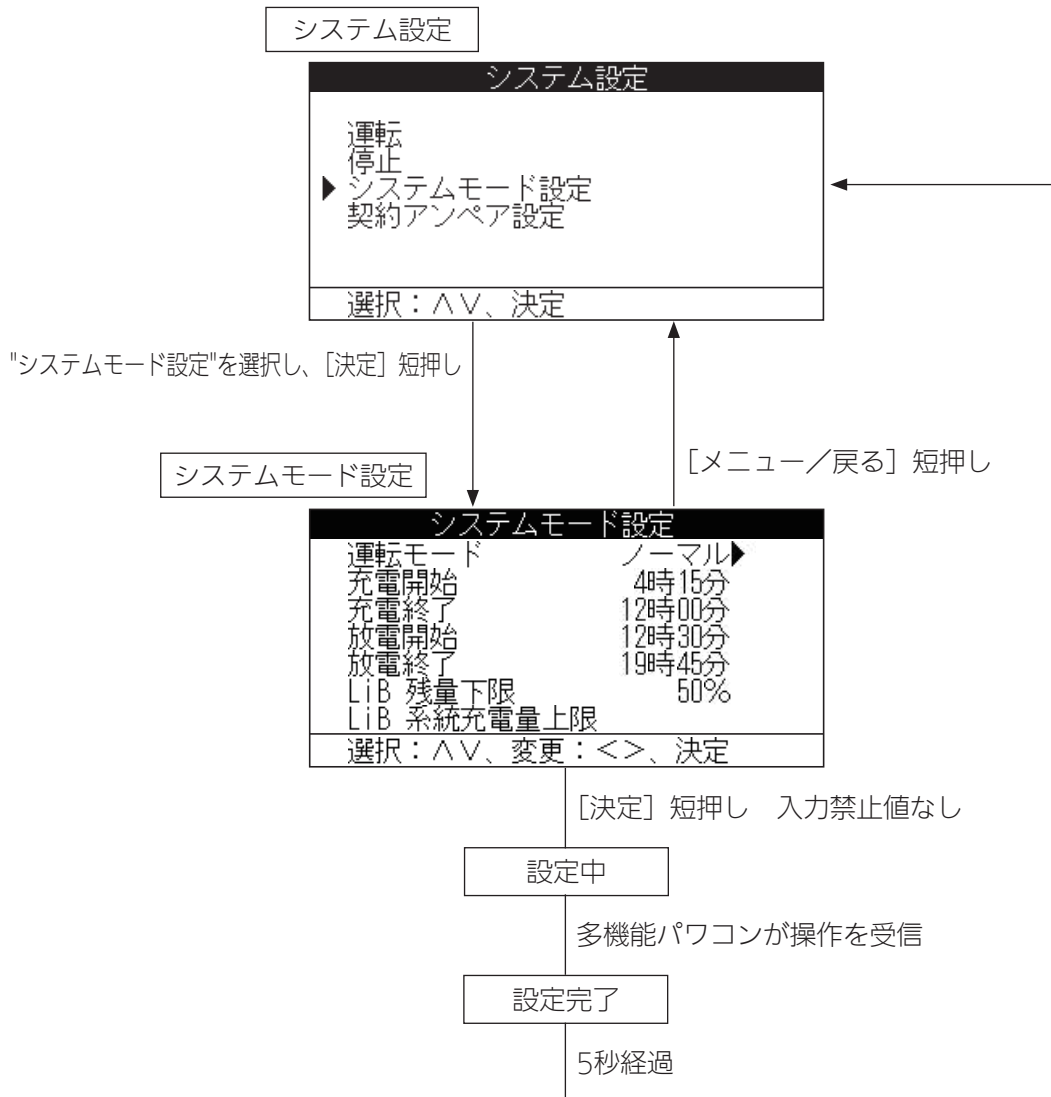 システム設定
システム設定
運転
停止
▶システムモード設定
契約アンペア設定
選択：∧∨、決定
"システムモード設定"を選択し、［決定］短押し
［メニュー／戻る］短押し
システムモード設定
システムモード設定
運転モード ノーマル▶
充電開始 4時15分
充電終了 12時00分
放電開始 12時30分
放電終了 19時45分
LiB 残量下限 50%
LiB 系統充電量上限
選択：∧∨、変更：<>、決定
［決定］短押し　入力禁止値なし
設定中
多機能パワコンが操作を受信
設定完了
5秒経過